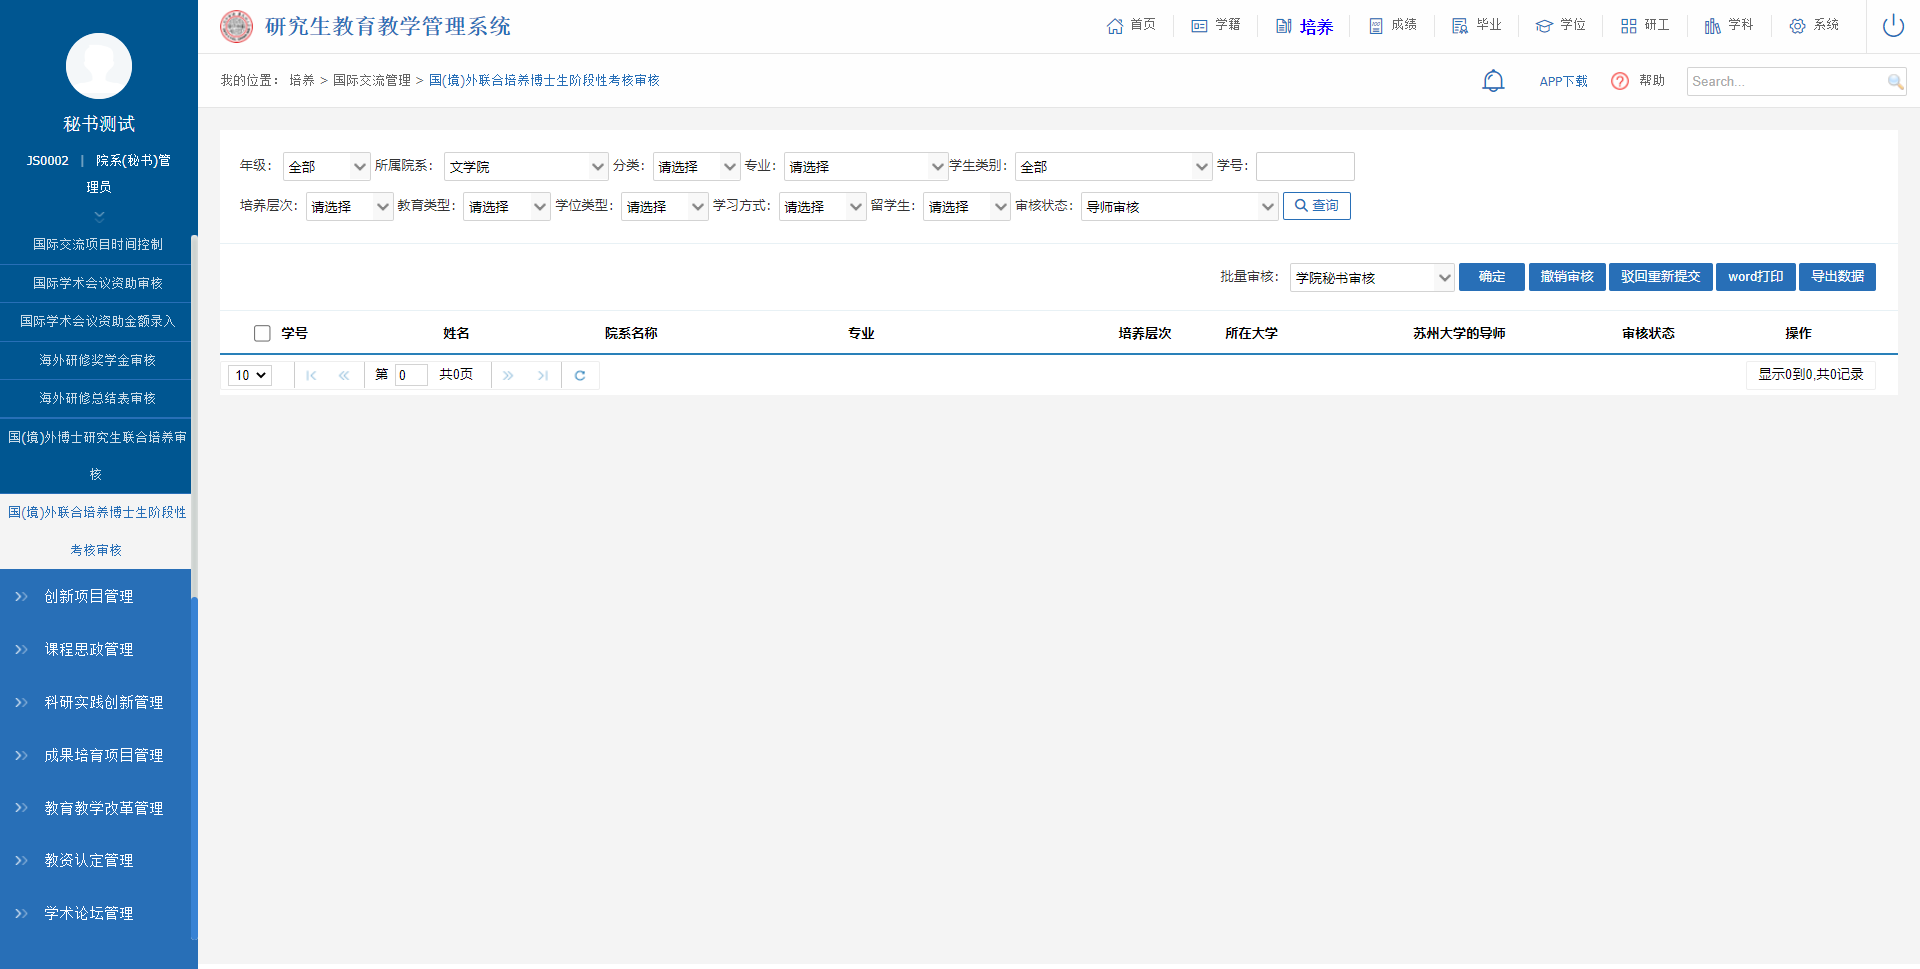 研究生教育教学管理系统
首页 学籍 培养 成绩 毕业 学位 研工 学科 系统
我的位置： 培养 > 国际交流管理 > 国(境)外联合培养博士生阶段性考核审核
APP下载 帮助 Search...
秘书测试
JS0002 | 院系(秘书)管
理员
国际交流项目时间控制
国际学术会议资助审核
国际学术会议资助金额录入
海外研修奖学金审核
海外研修总结表审核
国(境)外博士研究生联合培养审
核
国(境)外联合培养博士生阶段性
考核审核
创新项目管理
课程思政管理
科研实践创新管理
成果培育项目管理
教育教学改革管理
教资认定管理
学术论坛管理
年级： 全部 所属院系： 文学院 分类： 请选择 专业： 请选择 学生类别： 全部 学号：
培养层次： 请选择 教育类型： 请选择 学位类型： 请选择 学习方式： 请选择 留学生： 请选择 审核状态： 导师审核 查询
批量审核： 学院秘书审核 确定 撤销审核 驳回重新提交 word打印 导出数据
学号 姓名 院系名称 专业 培养层次 所在大学 苏州大学的导师 审核状态 操作
10 第 0 共0页 显示0到0,共0记录